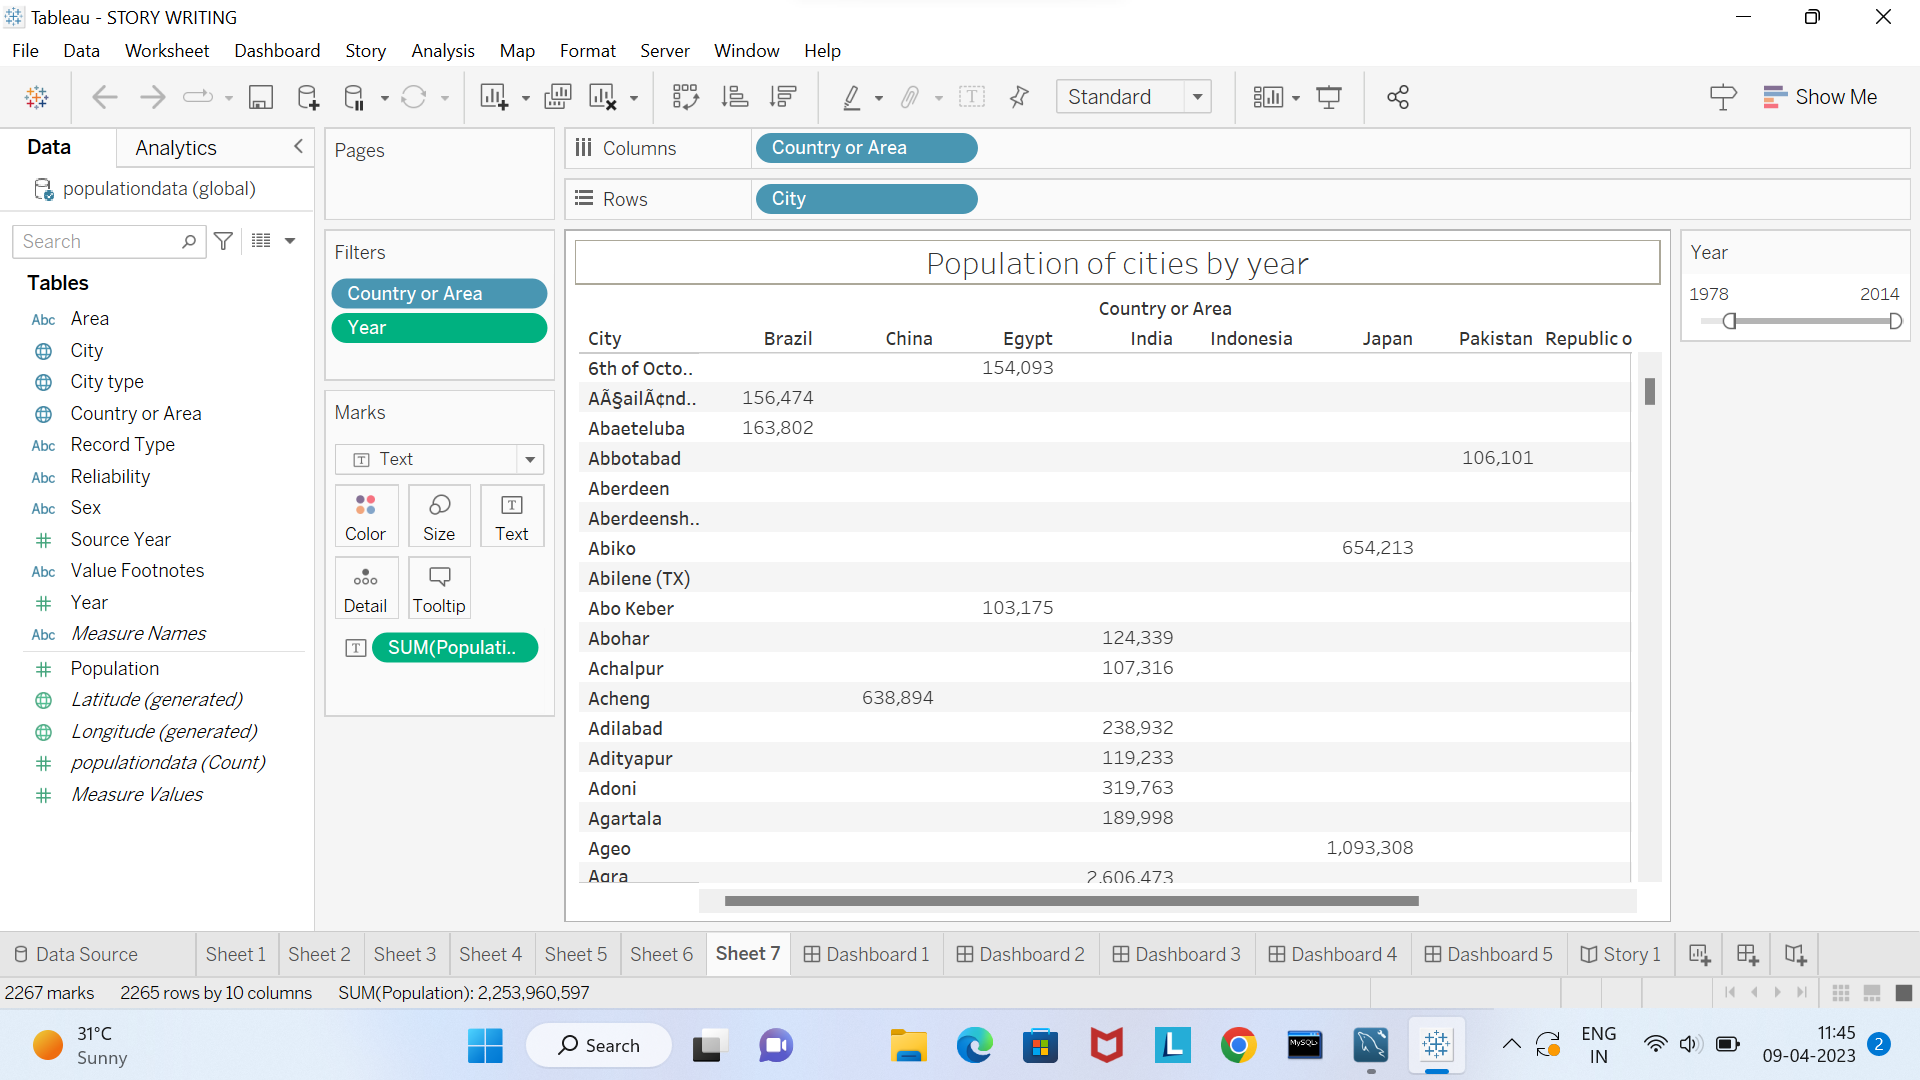 Tableau - STORY WRITING
File Data Worksheet Dashboard Story Analysis Map Format Server Window Help
Standard Show Me
Data Analytics
populationdata (global)
Search
Tables
Abc Area
City
City type
Country or Area
Abc Record Type
Abc Reliability
Abc Sex
Source Year
Abc Value Footnotes
Year
Abc Measure Names
Population
Latitude (generated)
Longitude (generated)
populationdata (Count)
Measure Values
Pages
Filters
Country or Area
Year
Marks
Text
Color Size Text
Detail Tooltip
SUM(Populati..
Columns Country or Area
Rows City
Population of cities by year
Country or Area
City Brazil China Egypt India Indonesia Japan Pakistan Republic o
6th of Octo.. 154,093
AÃ§ailÃ¢nd.. 156,474
Abaeteluba 163,802
Abbotabad 106,101
Aberdeen
Aberdeensh..
Abiko 654,213
Abilene (TX)
Abo Keber 103,175
Abohar 124,339
Achalpur 107,316
Acheng 638,894
Adilabad 238,932
Adityapur 119,233
Adoni 319,763
Agartala 189,998
Ageo 1,093,308
Agra 2,606,473
Year
1978 2014
Data Source Sheet 1 Sheet 2 Sheet 3 Sheet 4 Sheet 5 Sheet 6 Sheet 7 Dashboard 1 Dashboard 2 Dashboard 3 Dashboard 4 Dashboard 5 Story 1
2267 marks 2265 rows by 10 columns SUM(Population): 2,253,960,597
31°C
Sunny
Search
MySQL
ENG
IN
11:45
09-04-2023
2